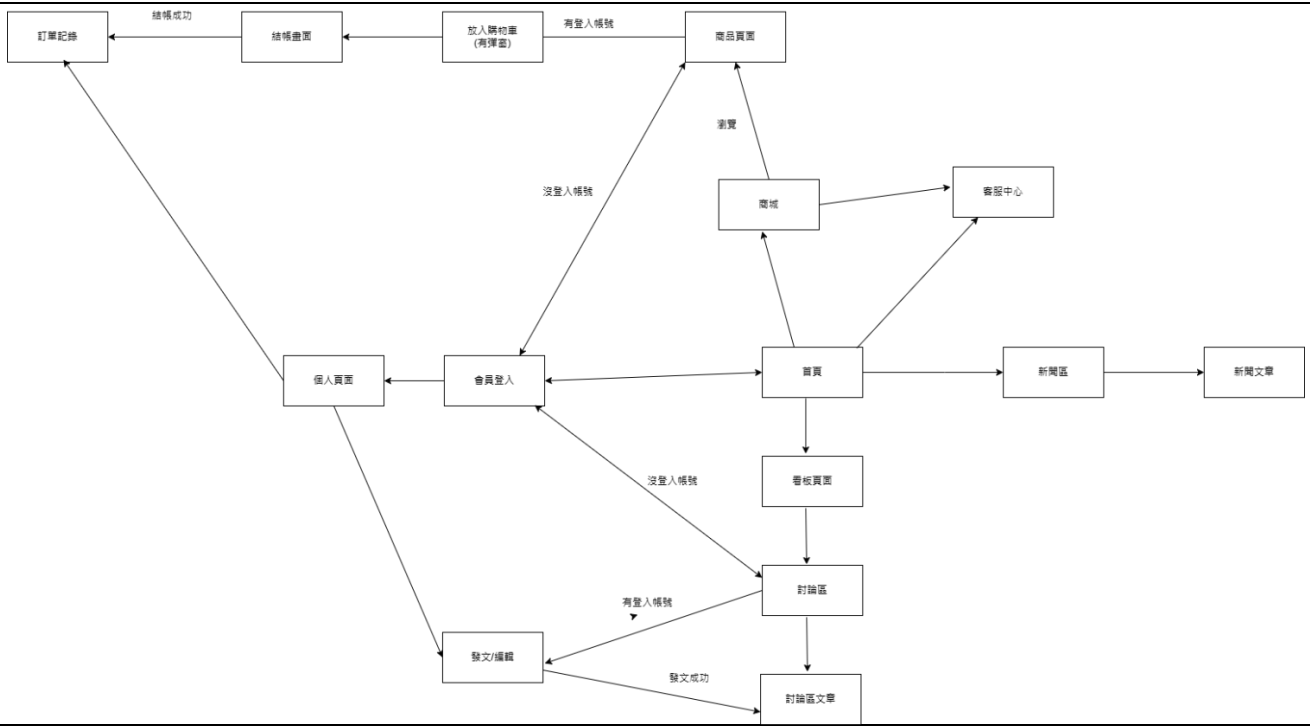 結帳成功
訂單記錄
結帳畫面
放入購物車
(有彈窗)
有登入帳號
商品頁面
瀏覽
沒登入帳號
商城
客服中心
個人頁面
會員登入
首頁
新聞區
新聞文章
沒登入帳號
看板頁面
有登入帳號
討論區
發文/編輯
發文成功
討論區文章